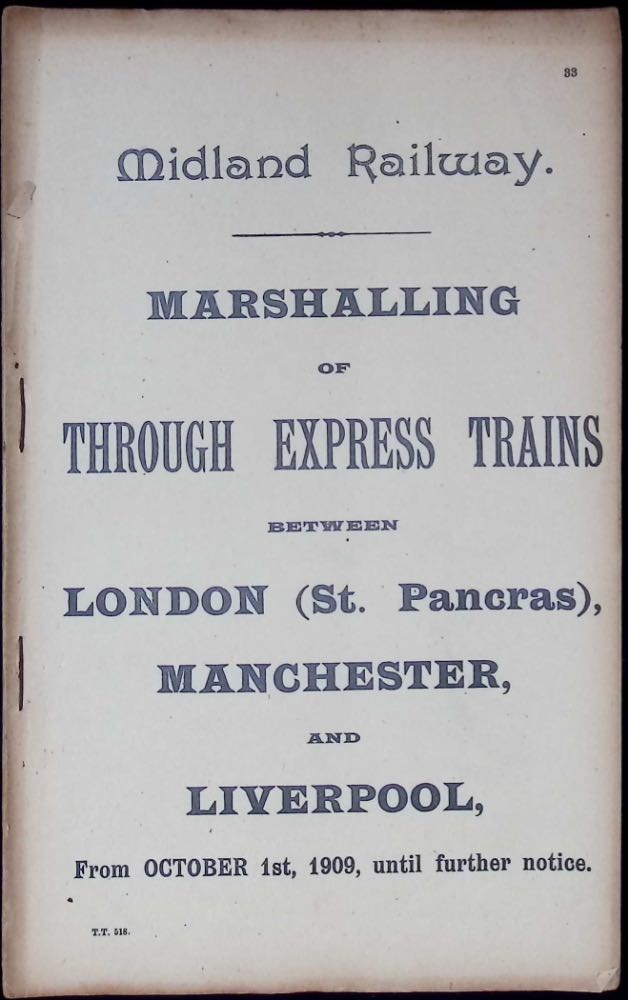 33
Midland Railway.
MARSHALLING
OF
THROUGH EXPRESS TRAINS
BETWEEN
LONDON (St. Pancras),
MANCHESTER,
AND
LIVERPOOL,
From OCTOBER 1st, 1909, until further notice.
T.T. 518.